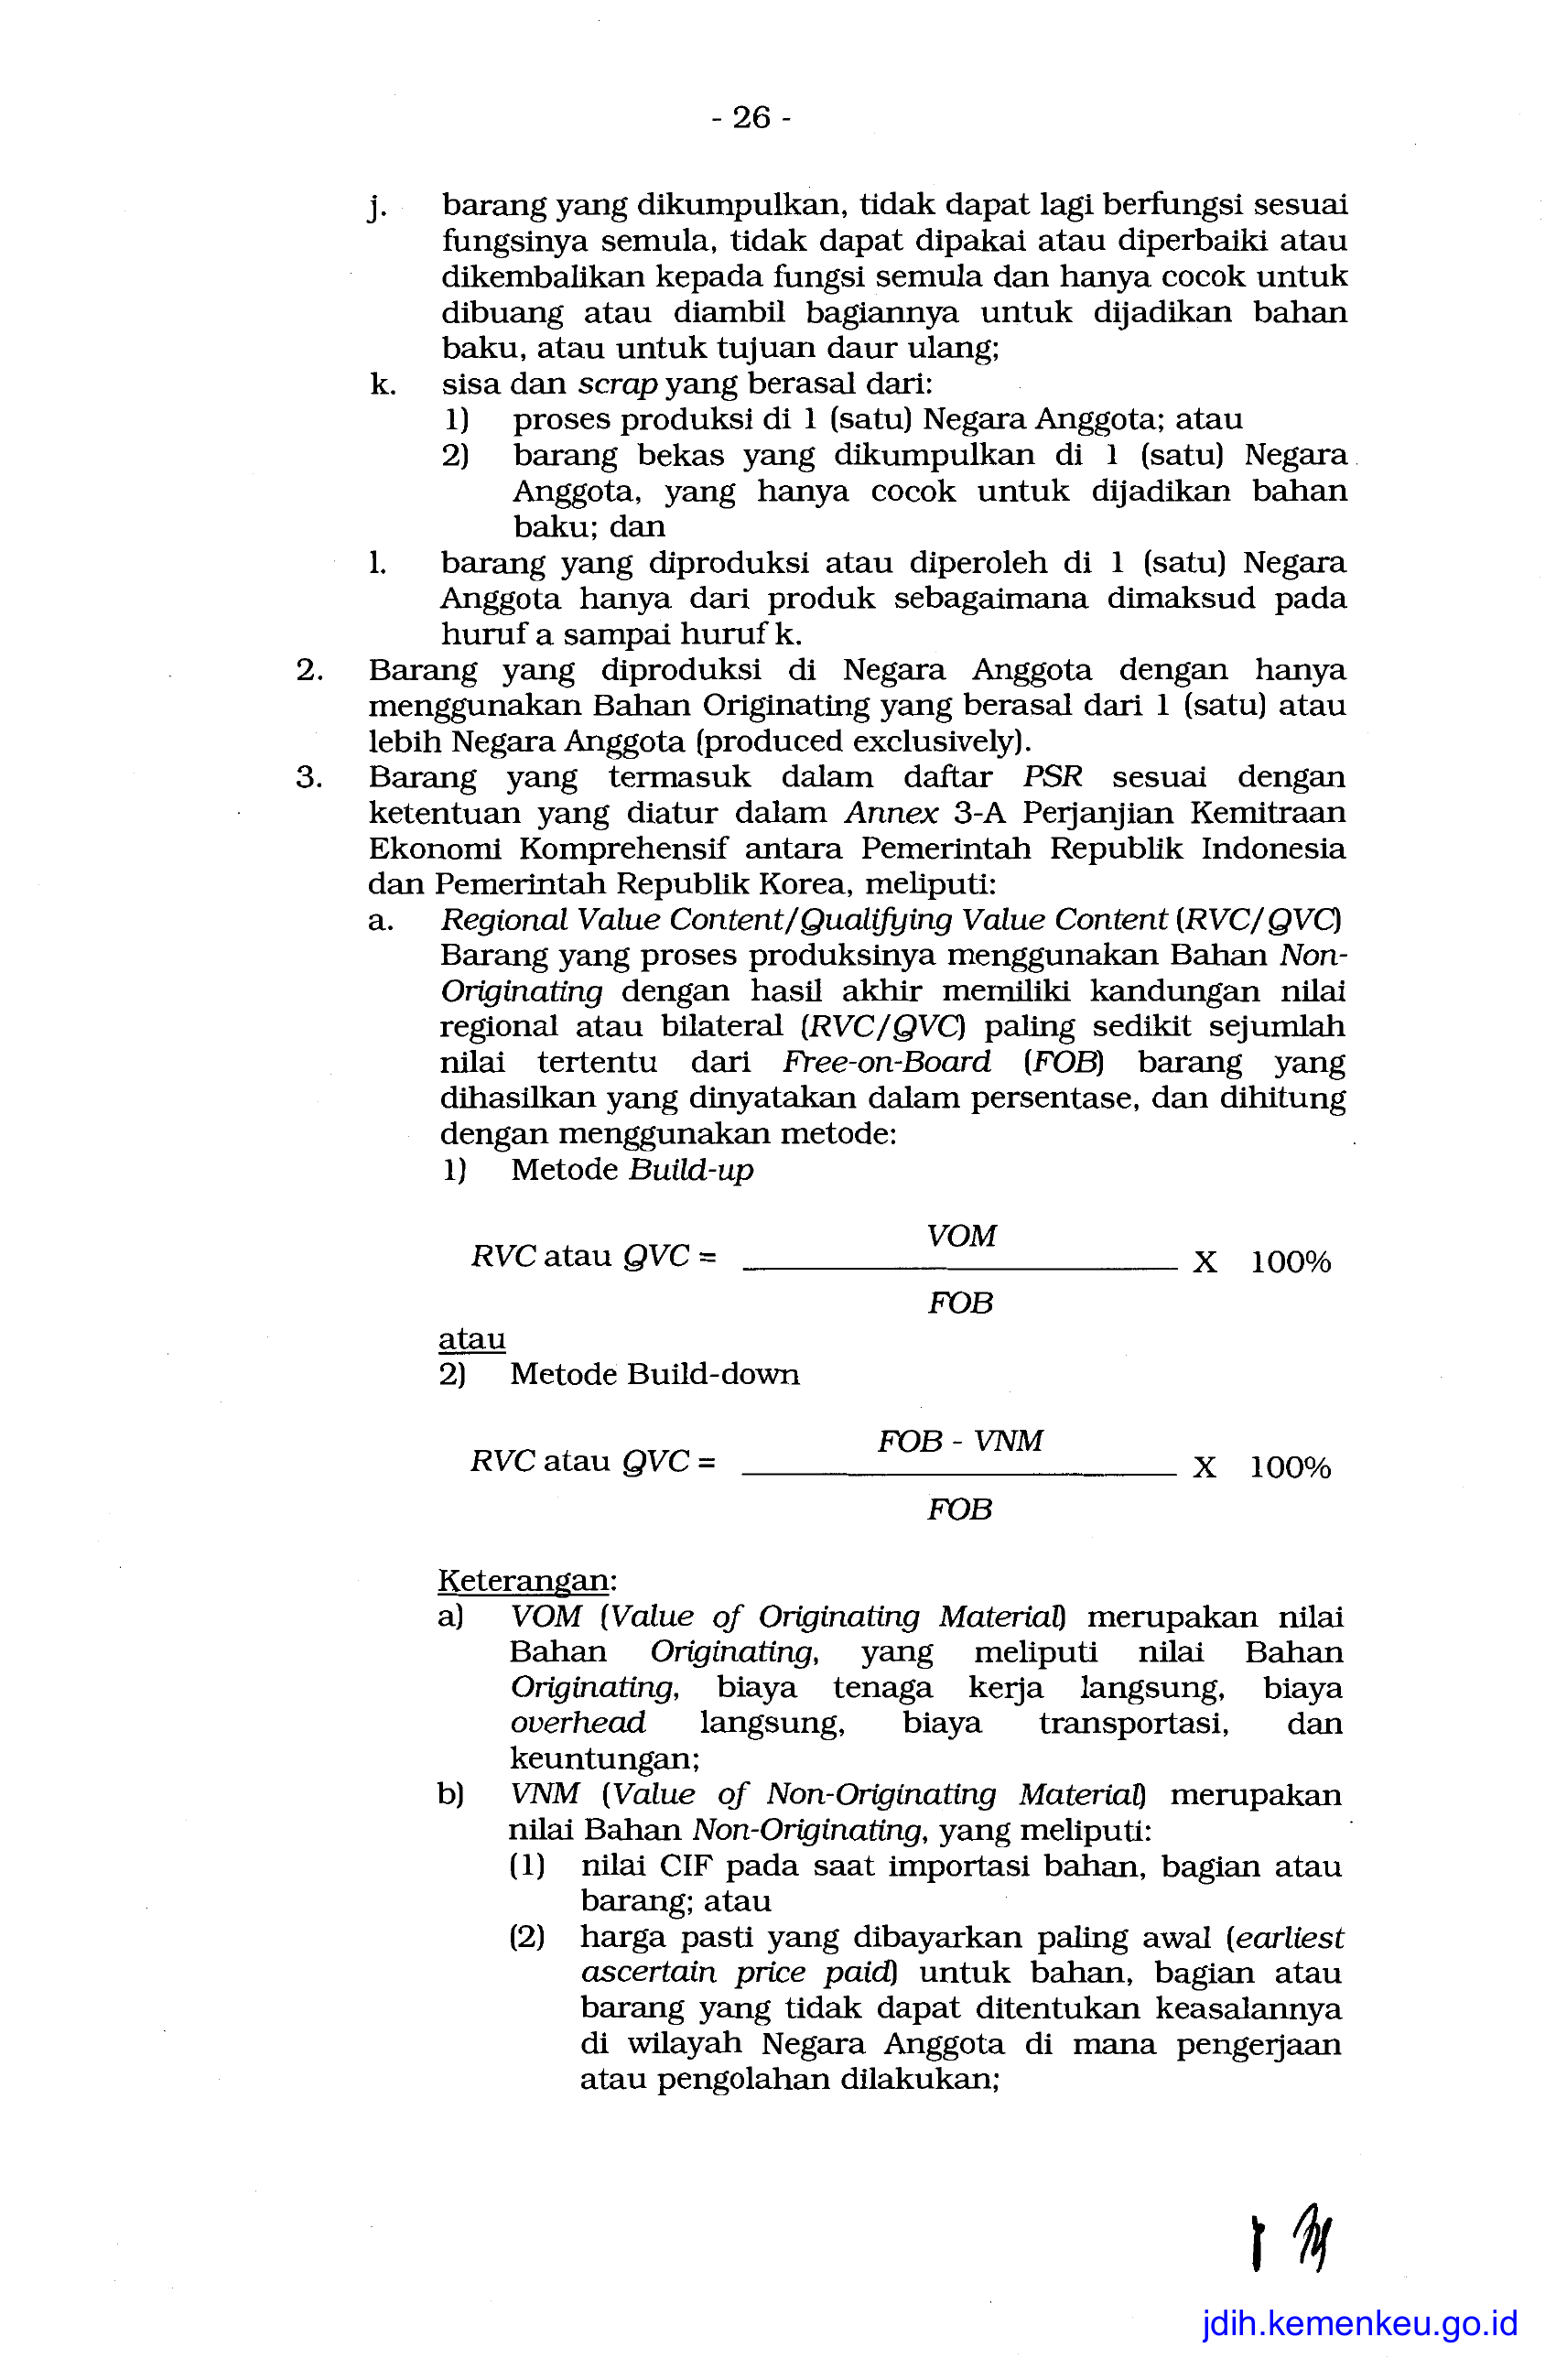 - 26 -
j. barang yang dikumpulkan, tidak dapat lagi berfungsi sesuai
fungsinya semula, tidak dapat dipakai atau diperbaiki atau
dikembalikan kepada fungsi semula dan hanya cocok untuk
dibuang atau diambil bagiannya untuk dijadikan bahan
baku, atau untuk tujuan daur ulang;
k. sisa dan scrap yang berasal dari:
1) proses produksi di 1 (satu) Negara Anggota; atau
2) barang bekas yang dikumpulkan di 1 (satu) Negara
Anggota, yang hanya cocok untuk dijadikan bahan
baku; dan
l. barang yang diproduksi atau diperoleh di 1 (satu) Negara
Anggota hanya dari produk sebagaimana dimaksud pada
huruf a sampai huruf k.
2. Barang yang diproduksi di Negara Anggota dengan hanya
menggunakan Bahan Originating yang berasal dari 1 (satu) atau
lebih Negara Anggota (produced exclusively).
3. Barang yang termasuk dalam daftar PSR sesuai dengan
ketentuan yang diatur dalam Annex 3-A Perjanjian Kemitraan
Ekonomi Komprehensif antara Pemerintah Republik Indonesia
dan Pemerintah Republik Korea, meliputi:
a. Regional Value Content/Qualifying Value Content (RVC/QVC)
Barang yang proses produksinya menggunakan Bahan Non-
Originating dengan hasil akhir memiliki kandungan nilai
regional atau bilateral (RVC/QVC) paling sedikit sejumlah
nilai tertentu dari Free-on-Board (FOB) barang yang
dihasilkan yang dinyatakan dalam persentase, dan dihitung
dengan menggunakan metode:
1) Metode Build-up
VOM
RVC atau QVC = X 100%
FOB
atau
2) Metode Build-down
FOB - VNM
RVC atau QVC = X 100%
FOB
Keterangan:
a) VOM (Value of Originating Material) merupakan nilai
Bahan Originating, yang meliputi nilai Bahan
Originating, biaya tenaga kerja langsung, biaya
overhead langsung, biaya transportasi, dan
keuntungan;
b) VNM (Value of Non-Originating Material) merupakan
nilai Bahan Non-Originating, yang meliputi:
(1) nilai CIF pada saat importasi bahan, bagian atau
barang; atau
(2) harga pasti yang dibayarkan paling awal (earliest
ascertain price paid) untuk bahan, bagian atau
barang yang tidak dapat ditentukan keasalannya
di wilayah Negara Anggota di mana pengerjaan
atau pengolahan dilakukan;
jdih.kemenkeu.go.id